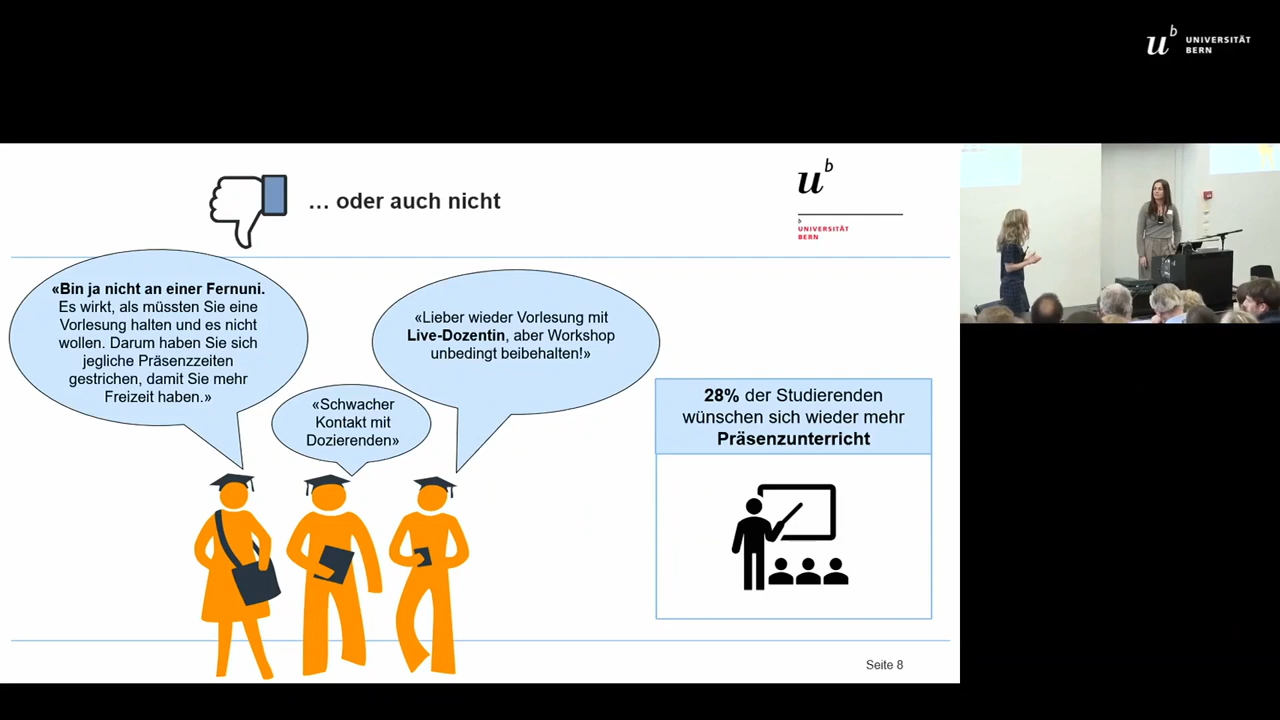 u b UNIVERSITÄT
BERN
… oder auch nicht
u b
b
UNIVERSITÄT
BERN
«Bin ja nicht an einer Fernuni.
Es wirkt, als müssten Sie eine
Vorlesung halten und es nicht
wollen. Darum haben Sie sich
jegliche Präsenzzeiten
gestrichen, damit Sie mehr
Freizeit haben.»
«Schwacher
Kontakt mit
Dozierenden»
«Lieber wieder Vorlesung mit
Live-Dozentin, aber Workshop
unbedingt beibehalten!»
28% der Studierenden
wünschen sich wieder mehr
Präsenzunterricht
Seite 8